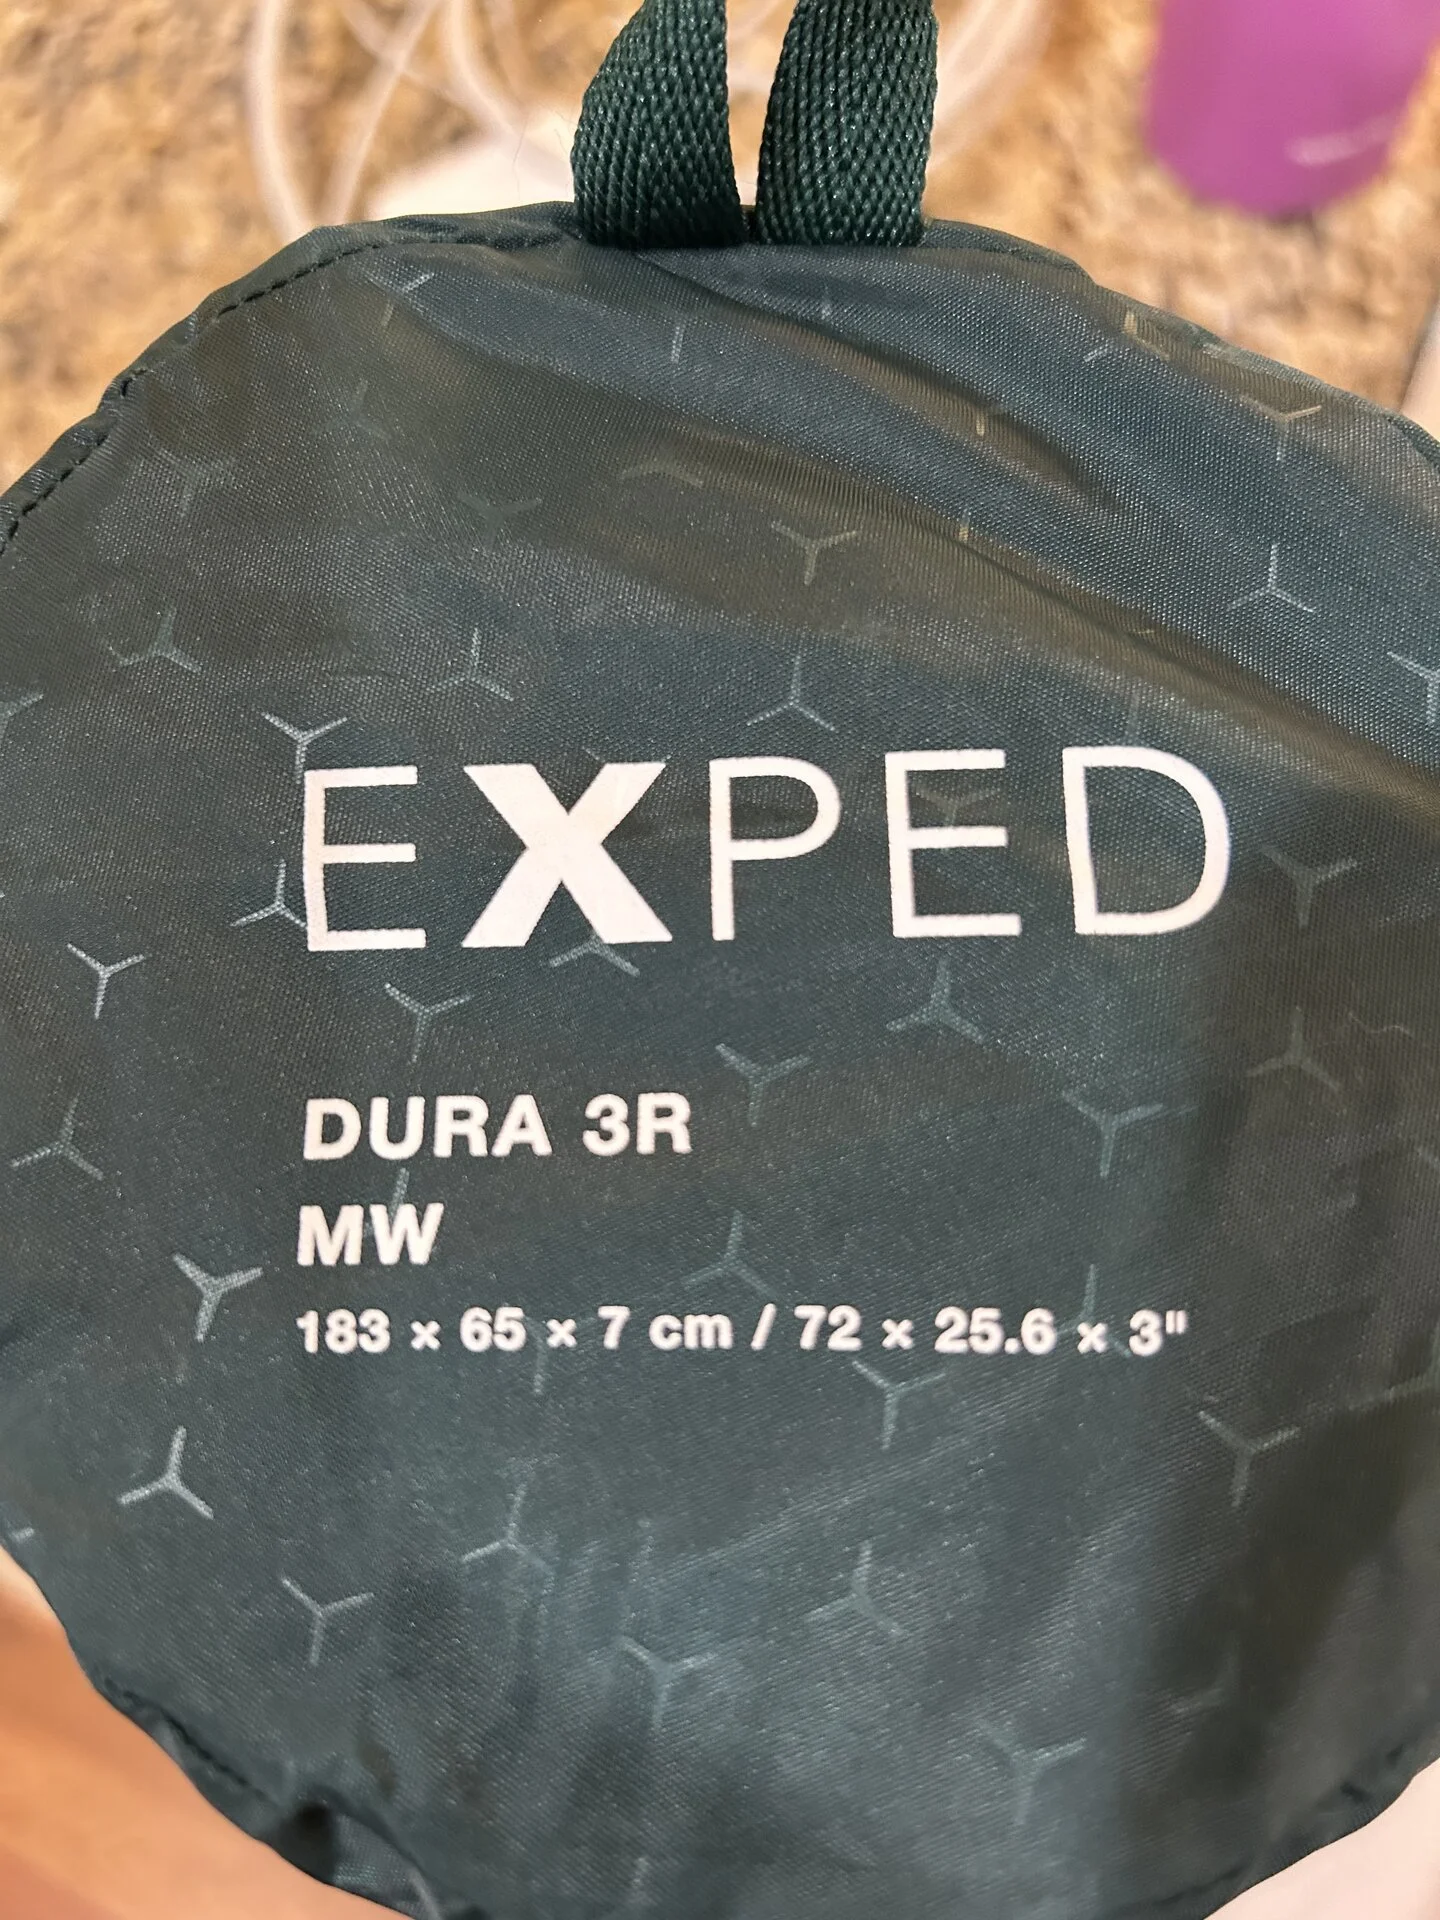 EXPED
DURA 3R
MW
183 × 65 × 7 cm / 72 × 25.6 × 3"